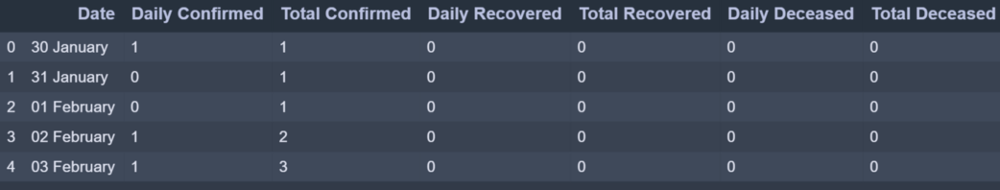 Date Daily Confirmed Total Confirmed Daily Recovered Total Recovered Daily Deceased Total Deceased
0 30 January 1 1 0 0 0 0
1 31 January 0 1 0 0 0 0
2 01 February 0 1 0 0 0 0
3 02 February 1 2 0 0 0 0
4 03 February 1 3 0 0 0 0